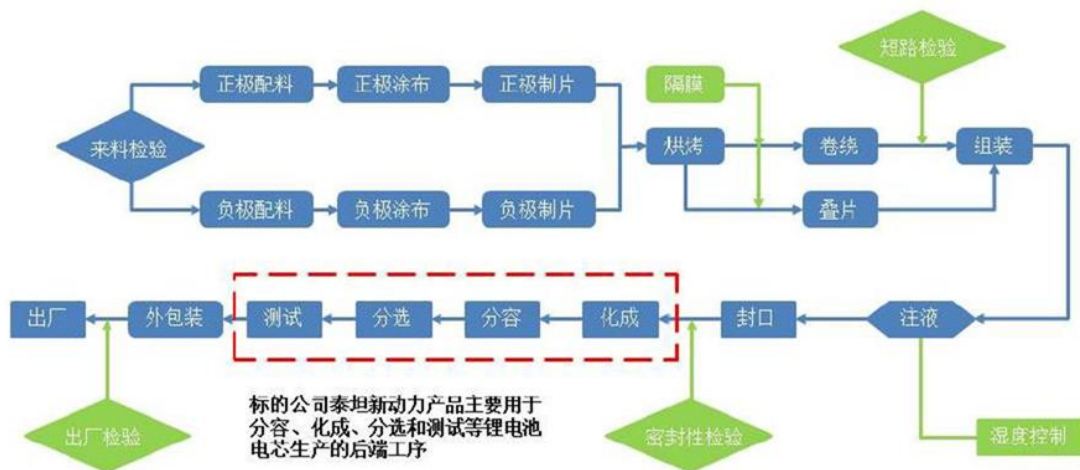 短路检验
正极配料
正极涂布
正极制片
隔膜
来料检验
烘烤
卷绕
组装
负极配料
负极涂布
负极制片
叠片
出厂
外包装
测试
分选
分容
化成
封口
注液
标的公司泰坦新动力产品主要用于
分容、化成、分选和测试等锂电池
电芯生产的后端工序
出厂检验
密封性检验
湿度控制